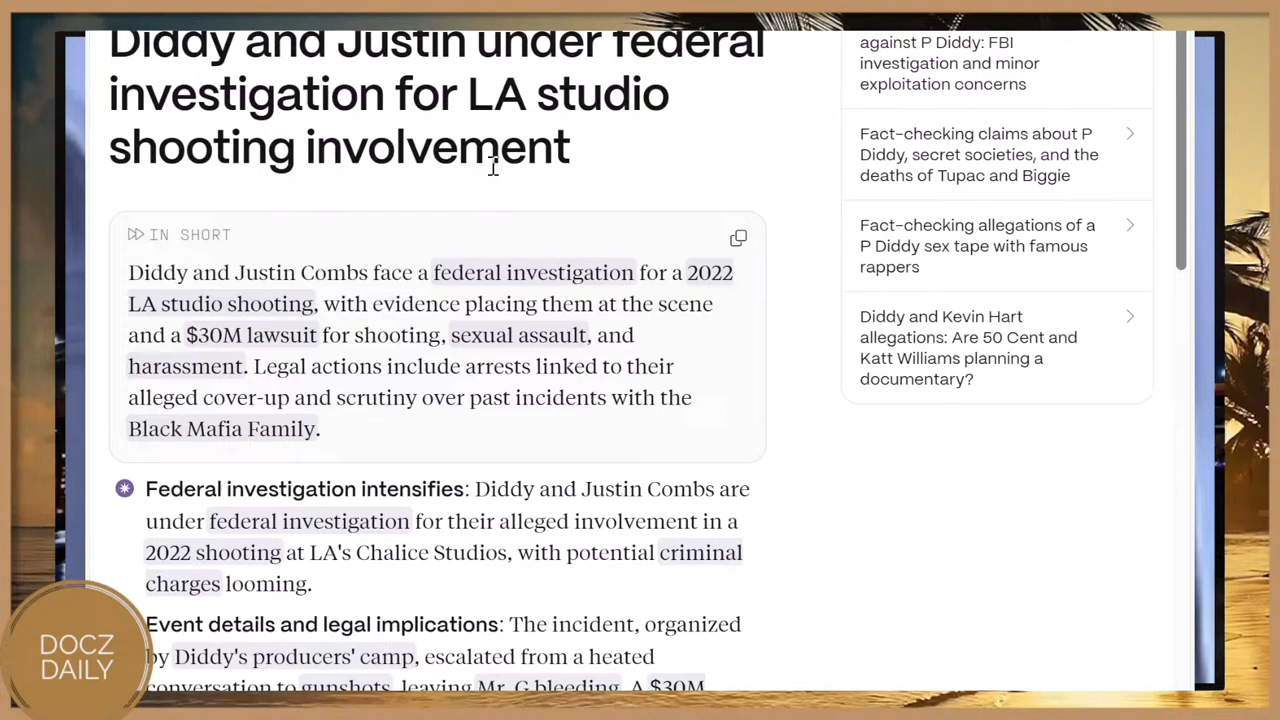 Diddy and Justin under federal
investigation for LA studio
shooting involvement
IN SHORT
Diddy and Justin Combs face a federal investigation for a 2022
LA studio shooting, with evidence placing them at the scene
and a $30M lawsuit for shooting, sexual assault, and
harassment. Legal actions include arrests linked to their
alleged cover-up and scrutiny over past incidents with the
Black Mafia Family.
Federal investigation intensifies: Diddy and Justin Combs are
under federal investigation for their alleged involvement in a
2022 shooting at LA's Chalice Studios, with potential criminal
charges looming.
Event details and legal implications: The incident, organized
by Diddy's producers' camp, escalated from a heated
conversation to gunshots, leaving Mr. G bleeding. A $30M
against P Diddy: FBI
investigation and minor
exploitation concerns
Fact-checking claims about P
Diddy, secret societies, and the
deaths of Tupac and Biggie
Fact-checking allegations of a
P Diddy sex tape with famous
rappers
Diddy and Kevin Hart
allegations: Are 50 Cent and
Katt Williams planning a
documentary?
DOCZ
DAILY